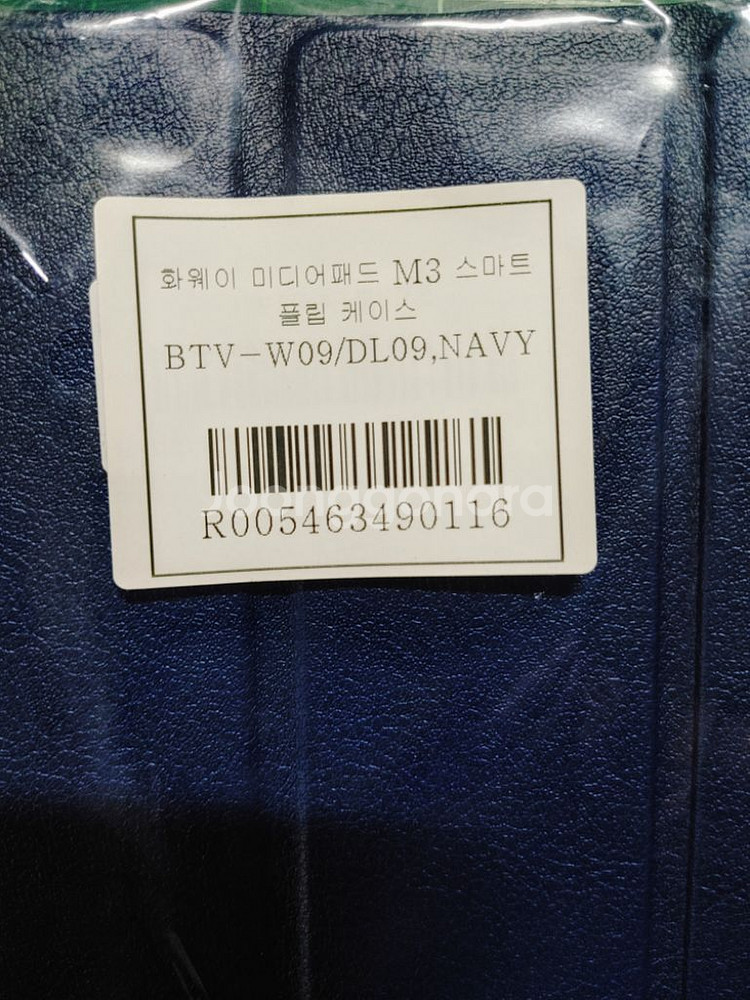 화웨이 미디어패드 M3 스마트
플립 케이스
BTV-W09/DL09,NAVY
joonggonara
R005463490116